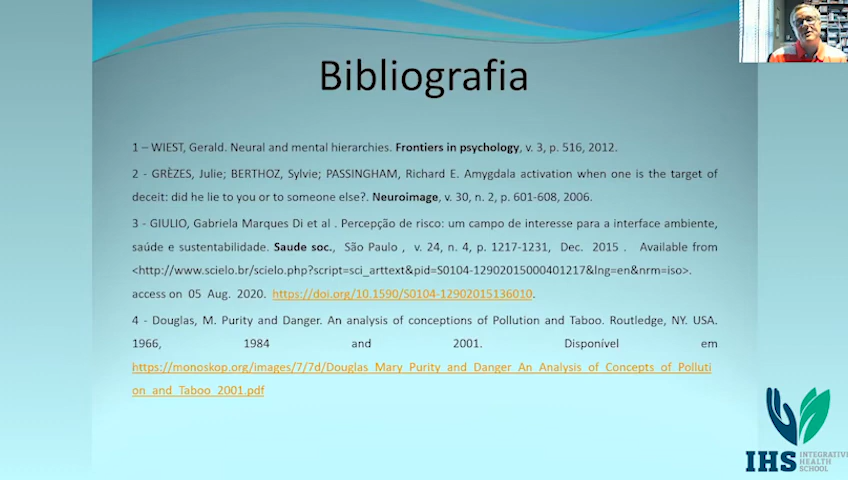 Bibliografia
1 – WIEST, Gerald. Neural and mental hierarchies. Frontiers in psychology, v. 3, p. 516, 2012.
2 - GRÈZES, Julie; BERTHOZ, Sylvie; PASSINGHAM, Richard E. Amygdala activation when one is the target of
deceit: did he lie to you or to someone else?. Neuroimage, v. 30, n. 2, p. 601-608, 2006.
3 - GIULIO, Gabriela Marques Di et al . Percepção de risco: um campo de interesse para a interface ambiente,
saúde e sustentabilidade. Saude soc., São Paulo , v. 24, n. 4, p. 1217-1231, Dec. 2015 . Available from
<http://www.scielo.br/scielo.php?script=sci_arttext&pid=S0104-12902015000401217&lng=en&nrm=iso>.
access on 05 Aug. 2020. https://doi.org/10.1590/S0104-12902015136010.
4 - Douglas, M. Purity and Danger. An analysis of conceptions of Pollution and Taboo. Routledge, NY. USA.
1966, 1984 and 2001. Disponível em
https://monoskop.org/images/7/7d/Douglas_Mary_Purity_and_Danger_An_Analysis_of_Concepts_of_Polluti
on_and_Taboo_2001.pdf
IHS INTEGRATIVE
HEALTH
SCHOOL